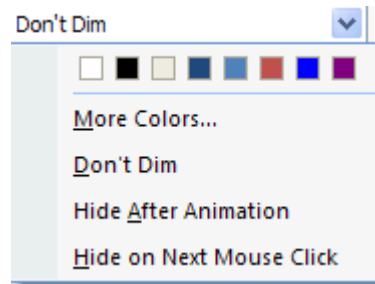 Don't Dim
More Colors...
Don't Dim
Hide After Animation
Hide on Next Mouse Click